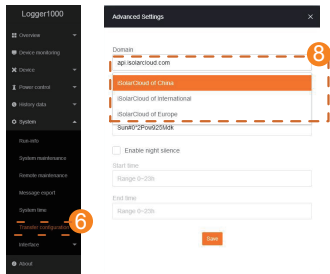 Logger1000
Overview
Device monitoring
Device
Power control
History data
System
Run-info
System maintenance
Remote maintenance
Message export
System time
Transfer configuration
6
Interface
About
Advanced Settings
×
8
Domain
api.isolarcloud.com
iSolarCloud of China
iSolarCloud of International
iSolarCloud of Europe
Sun#0*2Pow925Mdk
Enable night silence
Start time
Range 0~23h
End time
Range 0~23h
Save